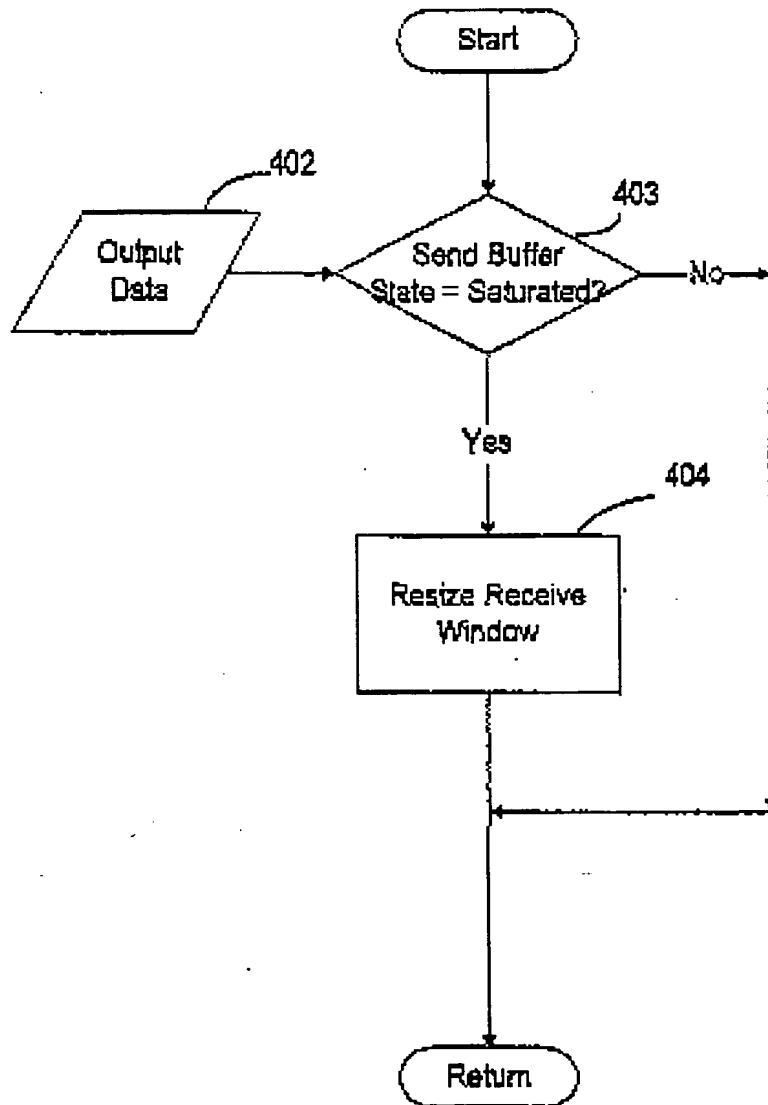 Start
402
Output
Data
403
Send Buffer
State = Saturated?
No
Yes
404
Resize Receive
Window
Return